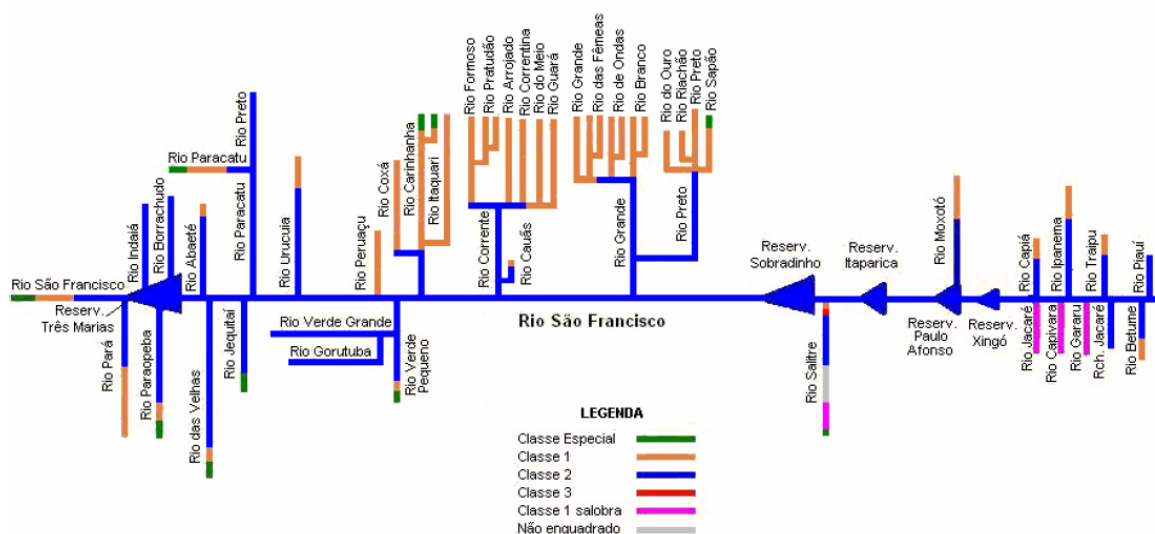 Rio Formoso
Rio Pratudão
Rio Arrojado
Rio Correntina
Rio do Meio
Rio Guará
Rio Grande
Rio das Fêmeas
Rio de Ondas
Rio Branco
Rio do Ouro
Rio Riachão
Rio Preto
Rio Sapão
Rio Preto
Rio Paracatu
Rio Coxá
Rio Carinhanha
Rio Itaquari
Rio Indaiá
Rio Borrachudo
Rio Abaeté
Rio Paracatu
Rio Urucuia
Rio Peruaçu
Rio Corrente
Rio Cauãs
Rio Grande
Rio Preto
Reserv.
Sobradinho
Reserv.
Itaparica
Rio Moxotó
Rio Capiá
Rio Ipanema
Rio Traipu
Rio Piauí
Rio São Francisco
Reserv.
Três Marias
Rio Pará
Rio Paraopeba
Rio das Velhas
Rio Jequitaí
Rio Verde Grande
Rio Gorutuba
Rio Verde
Pequeno
Rio São Francisco
Rio Salitre
Reserv.
Paulo
Afonso
Reserv.
Xingó
Rio Jacaré
Rio Capivara
Rio Gararu
Rch. Jacaré
Rio Betume
LEGENDA
Classe Especial
Classe 1
Classe 2
Classe 3
Classe 1 salobra
Não enquadrado